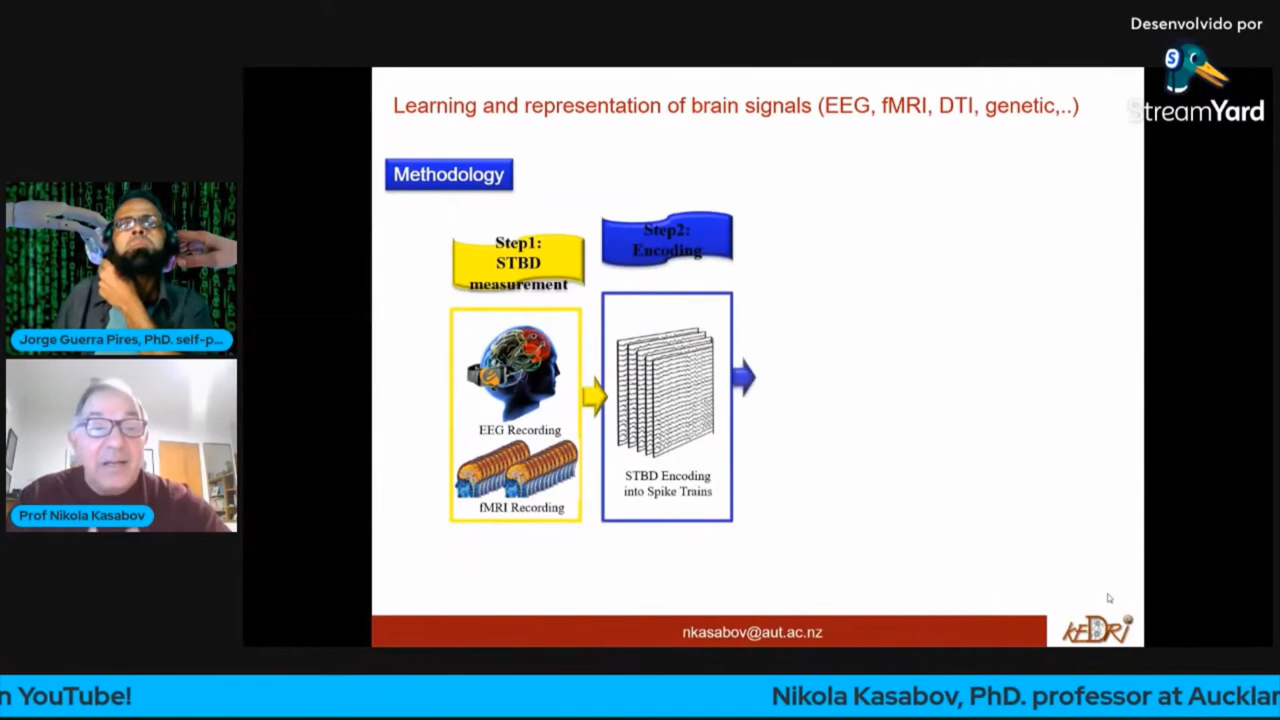 Desenvolvido por
StreamYard
Learning and representation of brain signals (EEG, fMRI, DTI, genetic,..)
Methodology
Step1:
STBD
measurement
Step2:
Encoding
EEG Recording
fMRI Recording
STBD Encoding
into Spike Trains
Jorge Guerra Pires, PhD. self-p...
Prof Nikola Kasabov
nkasabov@aut.ac.nz
KEDRI
n YouTube!
Nikola Kasabov, PhD. professor at Aucklan